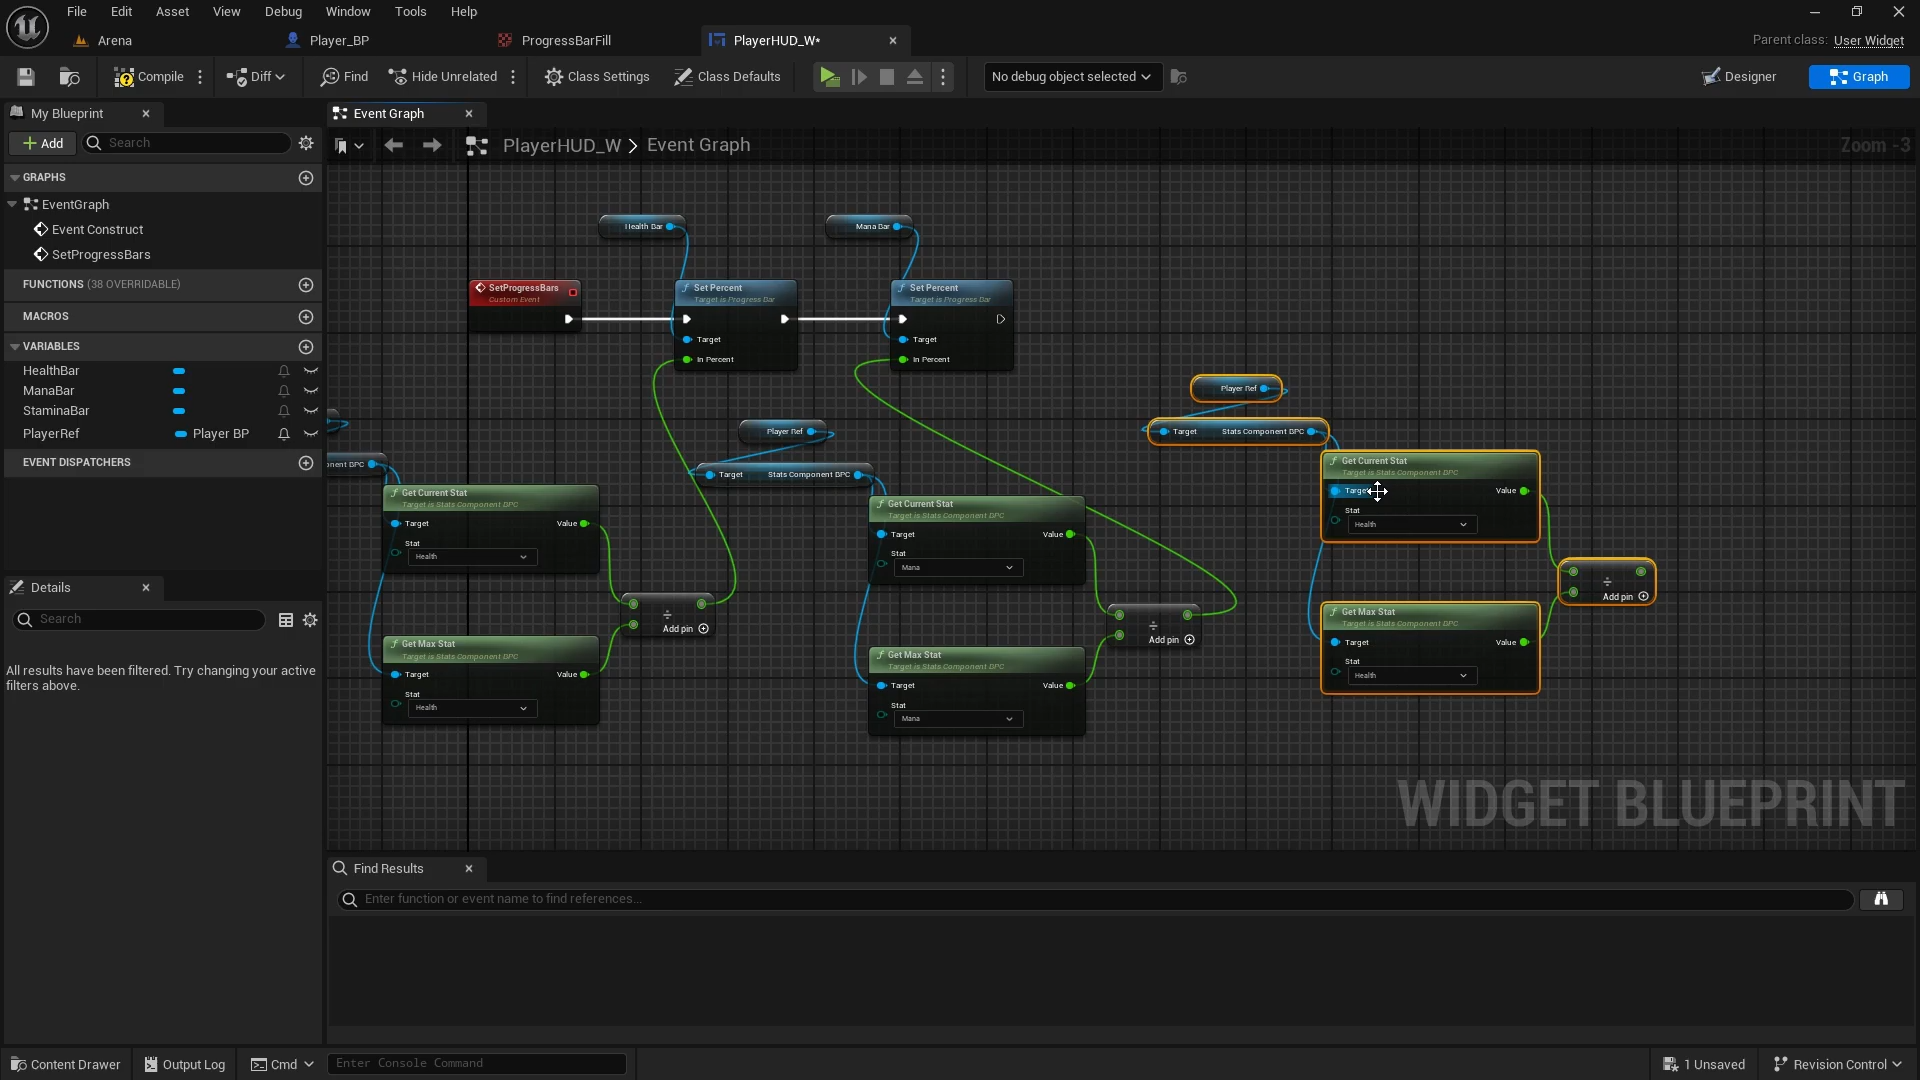 File Edit Asset View Debug Window Tools Help
Arena Player_BP ProgressBarFill PlayerHUD_W* Parent class: User Widget
Compile Diff Find Hide Unrelated Class Settings Class Defaults No debug object selected Designer Graph
My Blueprint Event Graph
Add Search PlayerHUD_W > Event Graph Zoom -3
GRAPHS
EventGraph
Event Construct
SetProgressBars
FUNCTIONS (38 OVERRIDABLE)
MACROS
VARIABLES
HealthBar
ManaBar
StaminaBar
PlayerRef Player BP
EVENT DISPATCHERS
Details
Search
All results have been filtered. Try changing your active
filters above.
Health Bar Mana Bar
SetProgressBars Set Percent Set Percent
Custom Event Target is Progress Bar Target is Progress Bar
Target Target
In Percent In Percent
Player Ref
Target Stats Component BPC
Player Ref
Target Stats Component BPC
onent BPC
Get Current Stat
Target is Stats Component BPC
Target Value
Stat
Health
Get Max Stat
Target is Stats Component BPC
Target Value
Stat
Health
÷
Add pin
Get Current Stat
Target is Stats Component BPC
Target Value
Stat
Mana
Get Max Stat
Target is Stats Component BPC
Target Value
Stat
Mana
÷
Add pin
Get Current Stat
Target is Stats Component BPC
Target Value
Stat
Health
Get Max Stat
Target is Stats Component BPC
Target Value
Stat
Health
÷
Add pin
WIDGET BLUEPRINT
Find Results
Enter function or event name to find references...
Content Drawer Output Log Cmd Enter Console Command 1 Unsaved Revision Control